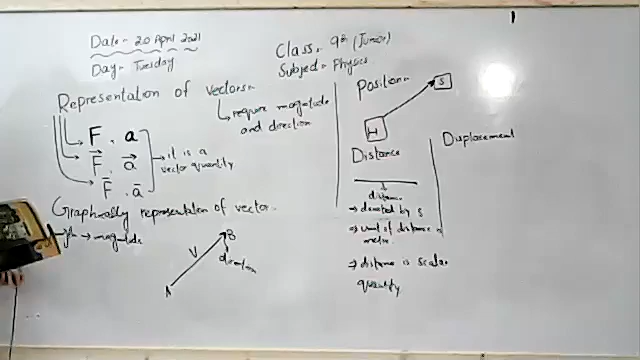 Date:- 20 April 2021
Day:- Tuesday
Class:- 9th (Junior)
Subject:- Physics
Representation of vectors:-
require magnitude
and direction
F, a
F, a
F, a
it is a
vector quantity
Graphically representation of vector.
→ magnitude
A
V
B
direction
Position:-
S
H
Distance
distance
⇒ denoted by S
⇒ unit of distance is
metre.
⇒ distance is scalar
quantity
Displacement